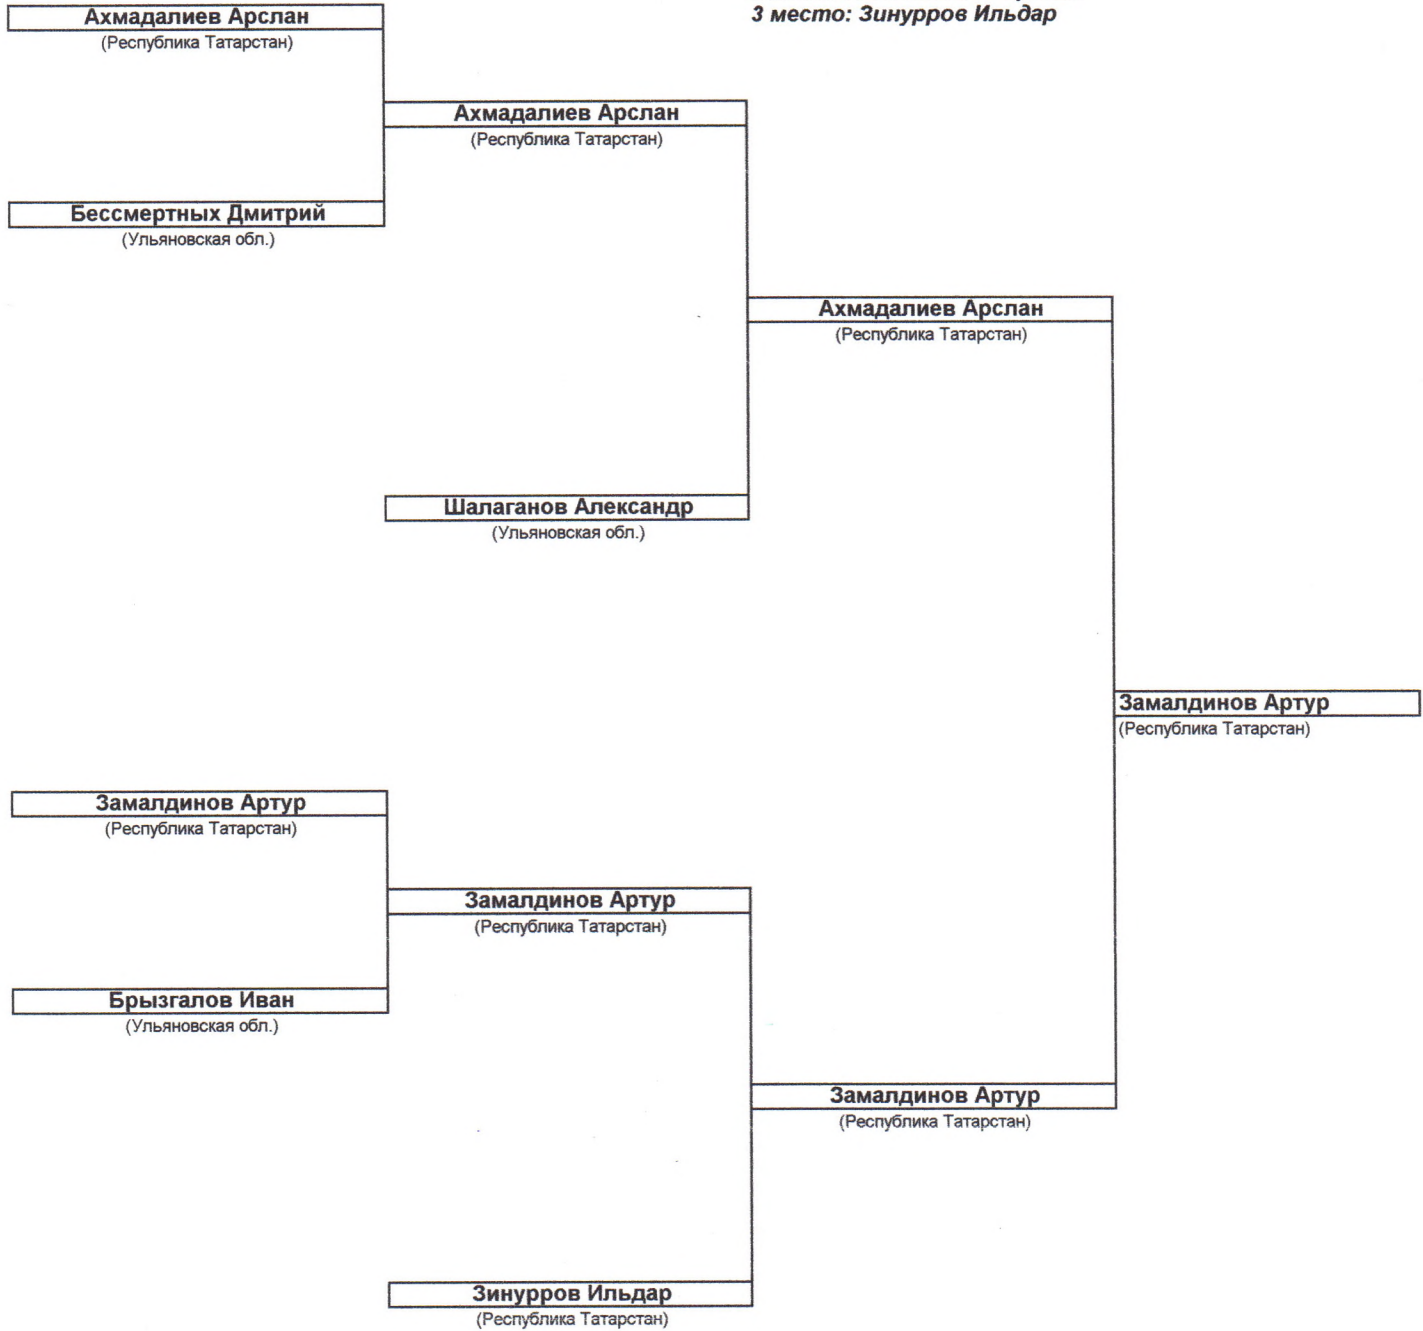 3 место: Зинурров Ильдар
Ахмадалиев Арслан
(Республика Татарстан)
Ахмадалиев Арслан
(Республика Татарстан)
Бессмертных Дмитрий
(Ульяновская обл.)
Ахмадалиев Арслан
(Республика Татарстан)
Шалаганов Александр
(Ульяновская обл.)
Замалдинов Артур
(Республика Татарстан)
Замалдинов Артур
(Республика Татарстан)
Замалдинов Артур
(Республика Татарстан)
Брызгалов Иван
(Ульяновская обл.)
Замалдинов Артур
(Республика Татарстан)
Зинурров Ильдар
(Республика Татарстан)